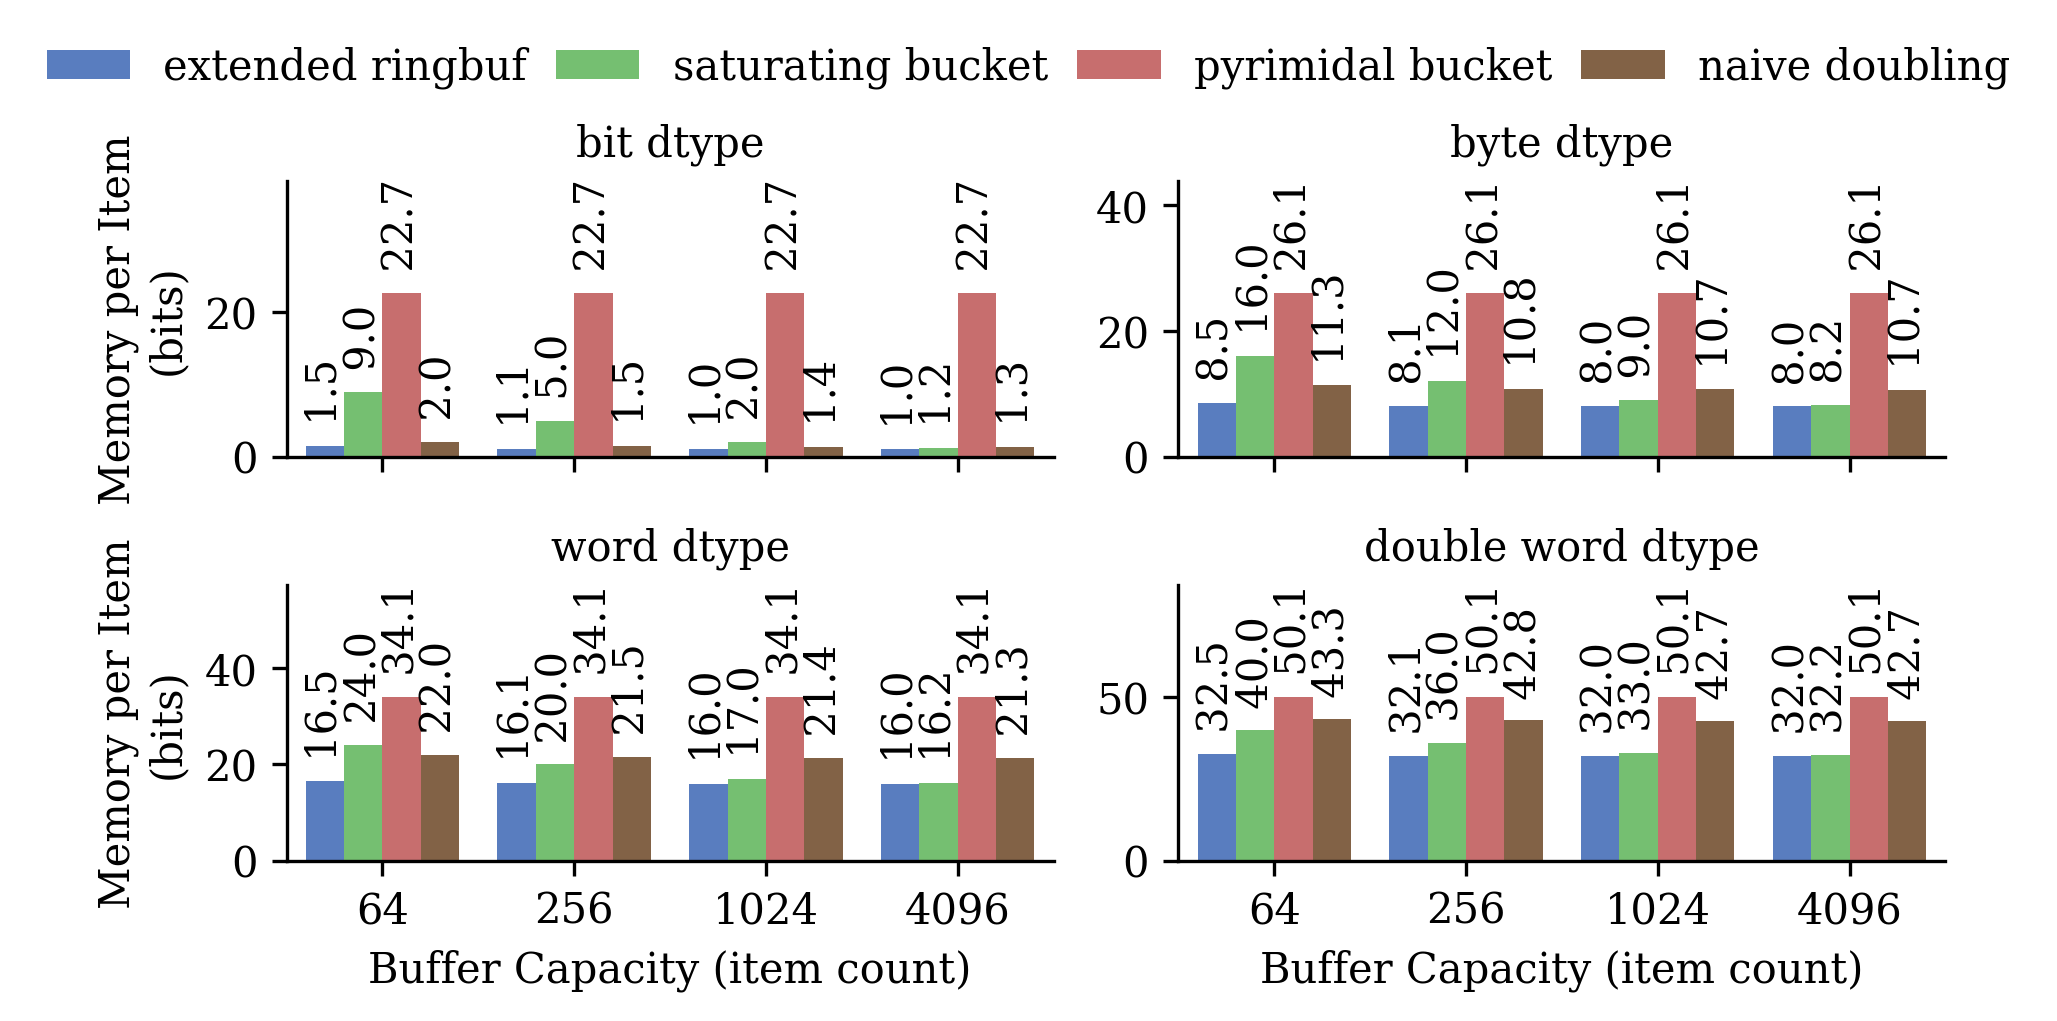 extended ringbuf saturating bucket pyrimidal bucket naive doubling
bit dtype
Memory per Item
(bits)
20
0
1.5 9.0 22.7 2.0 1.1 5.0 22.7 1.5 1.0 2.0 22.7 1.4 1.0 1.2 22.7 1.3
byte dtype
40
20
0
8.5 16.0 26.1 11.3 8.1 12.0 26.1 10.8 8.0 9.0 26.1 10.7 8.0 8.2 26.1 10.7
word dtype
Memory per Item
(bits)
40
20
0
16.5 24.0 34.1 22.0 16.1 20.0 34.1 21.5 16.0 17.0 34.1 21.4 16.0 16.2 34.1 21.3
64 256 1024 4096
Buffer Capacity (item count)
double word dtype
50
0
32.5 40.0 50.1 43.3 32.1 36.0 50.1 42.8 32.0 33.0 50.1 42.7 32.0 32.2 50.1 42.7
64 256 1024 4096
Buffer Capacity (item count)